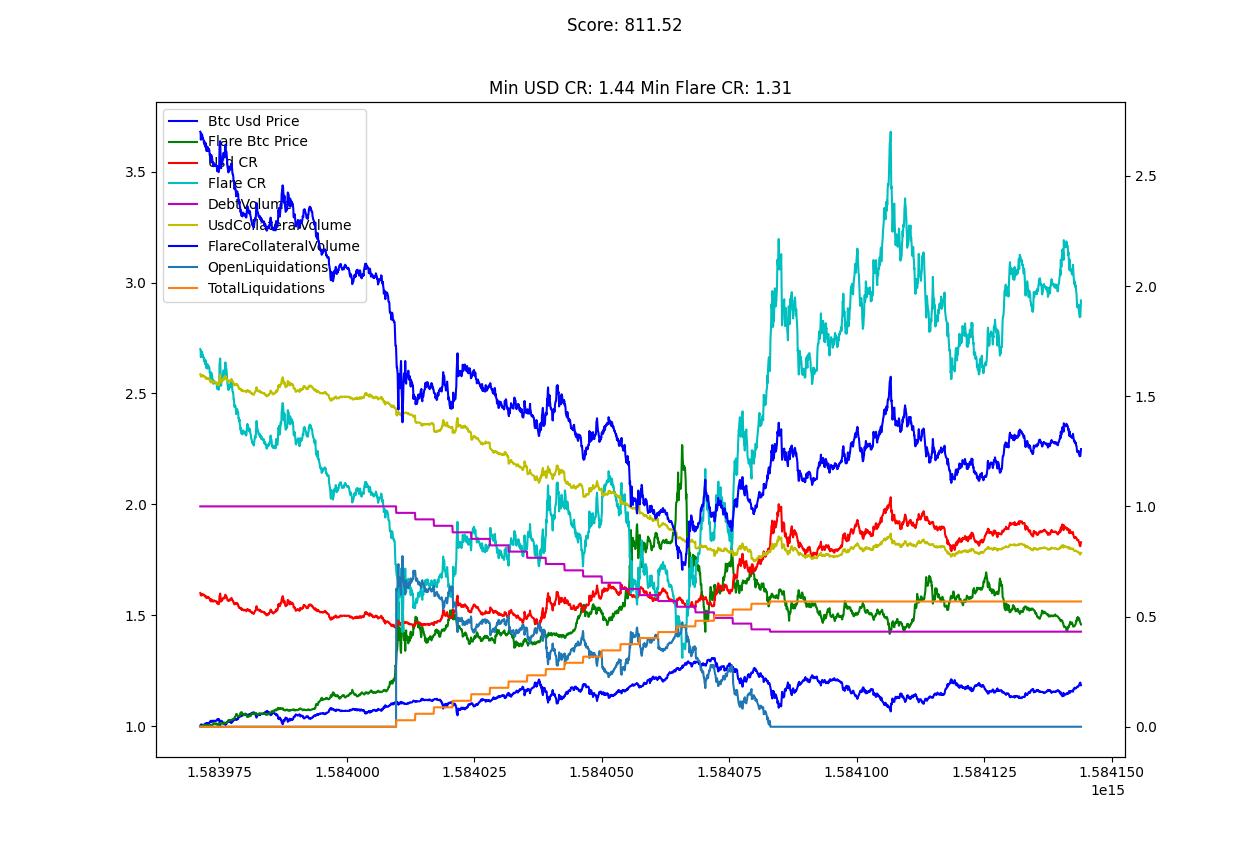 Score: 811.52
Min USD CR: 1.44 Min Flare CR: 1.31
Btc Usd Price
Flare Btc Price
Usd CR
Flare CR
DebtVolume
UsdCollateralVolume
FlareCollateralVolume
OpenLiquidations
TotalLiquidations
3.5
3.0
2.5
2.0
1.5
1.0
2.5
2.0
1.5
1.0
0.5
0.0
1.583975 1.584000 1.584025 1.584050 1.584075 1.584100 1.584125 1.584150
1e15